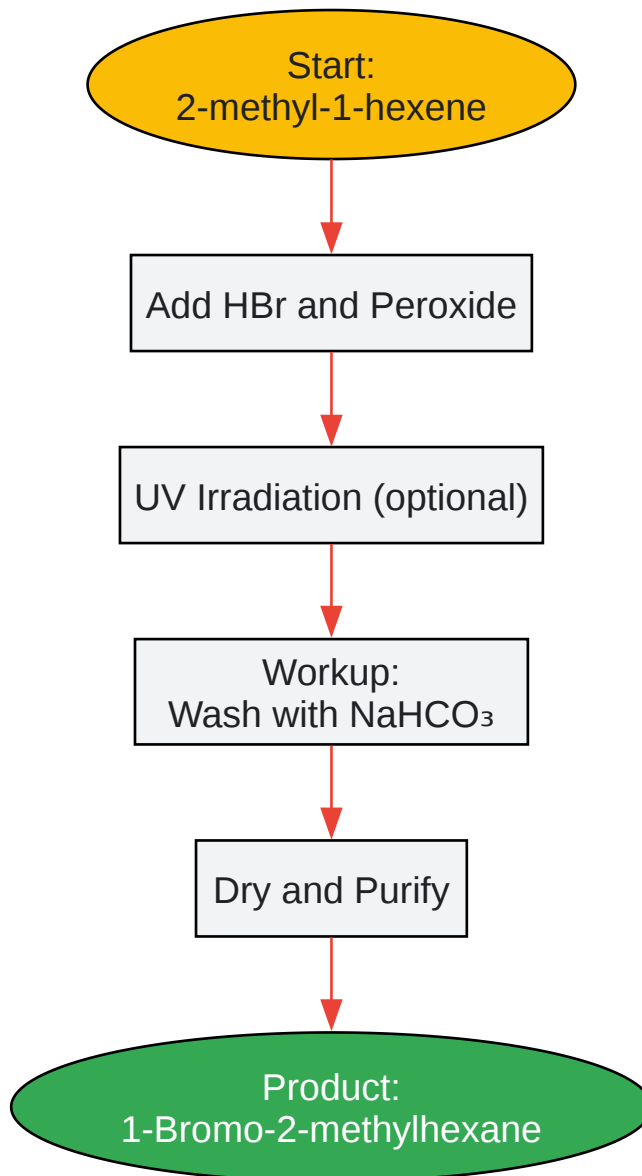 Start:
2-methyl-1-hexene
Add HBr and Peroxide
UV Irradiation (optional)
Workup:
Wash with NaHCO₃
Dry and Purify
Product:
1-Bromo-2-methylhexane